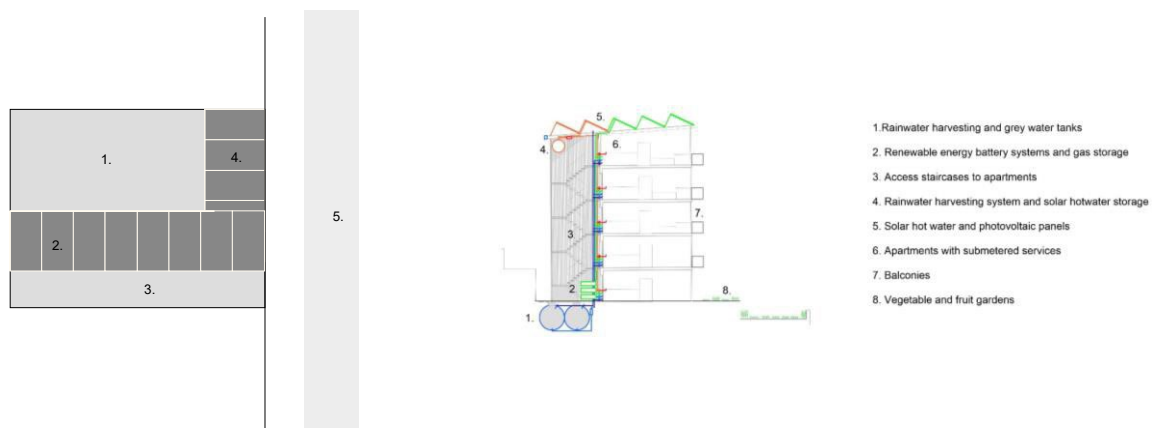 1.
4.
2.
3.
5.
5.
4.
6.
3.
7.
2
8.
1.
1.Rainwater harvesting and grey water tanks
2. Renewable energy battery systems and gas storage
3. Access staircases to apartments
4. Rainwater harvesting system and solar hotwater storage
5. Solar hot water and photovoltaic panels
6. Apartments with submetered services
7. Balconies
8. Vegetable and fruit gardens